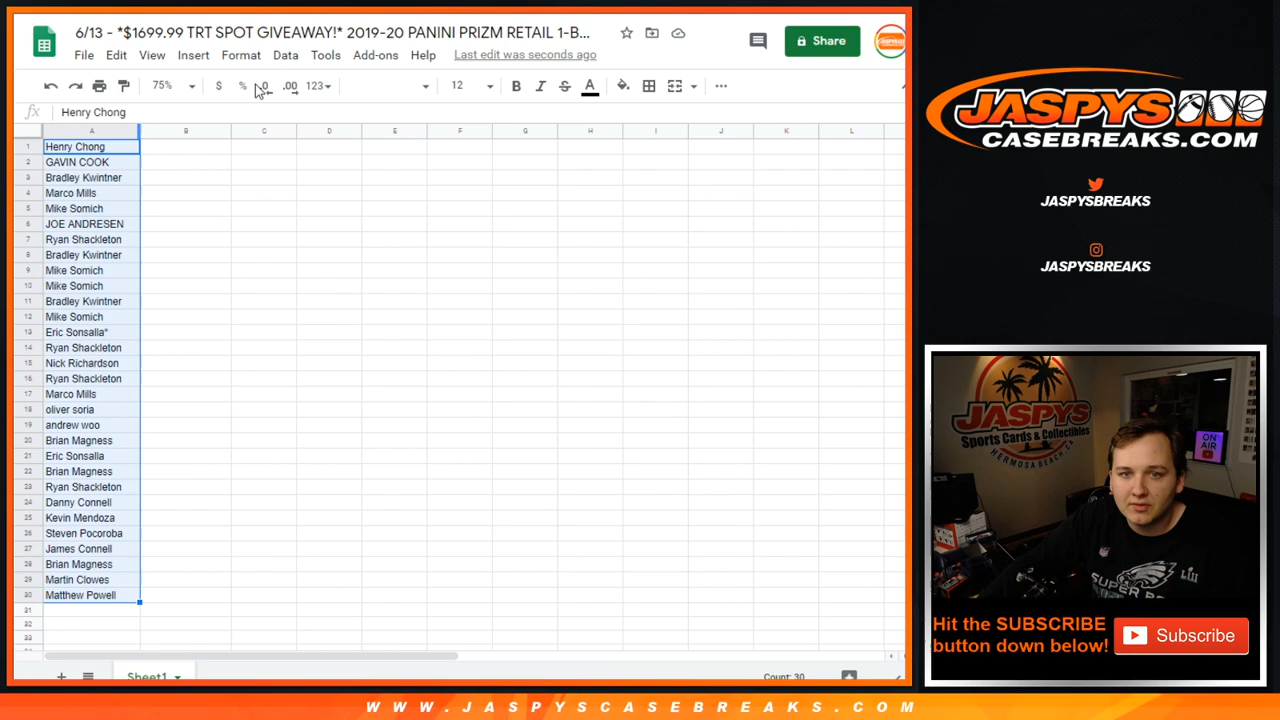 6/13 - *$1699.99 TRT SPOT GIVEAWAY!* 2019-20 PANINI PRIZM RETAIL 1-B...
Share
File Edit View Insert Format Data Tools Add-ons Help Last edit was seconds ago
75% $ % .0 .00 123 12 B I S A
fx Henry Chong
A B C D E F G H I J K L
1 Henry Chong
2 GAVIN COOK
3 Bradley Kwintner
4 Marco Mills
5 Mike Somich
6 JOE ANDRESEN
7 Ryan Shackleton
8 Bradley Kwintner
9 Mike Somich
10 Mike Somich
11 Bradley Kwintner
12 Mike Somich
13 Eric Sonsalla*
14 Ryan Shackleton
15 Nick Richardson
16 Ryan Shackleton
17 Marco Mills
18 oliver soria
19 andrew woo
20 Brian Magness
21 Eric Sonsalla
22 Brian Magness
23 Ryan Shackleton
24 Danny Connell
25 Kevin Mendoza
26 Steven Pocoroba
27 James Connell
28 Brian Magness
29 Martin Clowes
30 Matthew Powell
31
32
33
Sheet1
Count: 30
JASPYS
CASEBREAKS.COM
JASPYSBREAKS
JASPYSBREAKS
JASPYS
Sports Cards & Collectibles
HERMOSA BEACH CA
ON
AIR
SUPER BO
LII
Hit the SUBSCRIBE
button down below!
Subscribe
WWW.JASPYSCASEBREAKS.COM